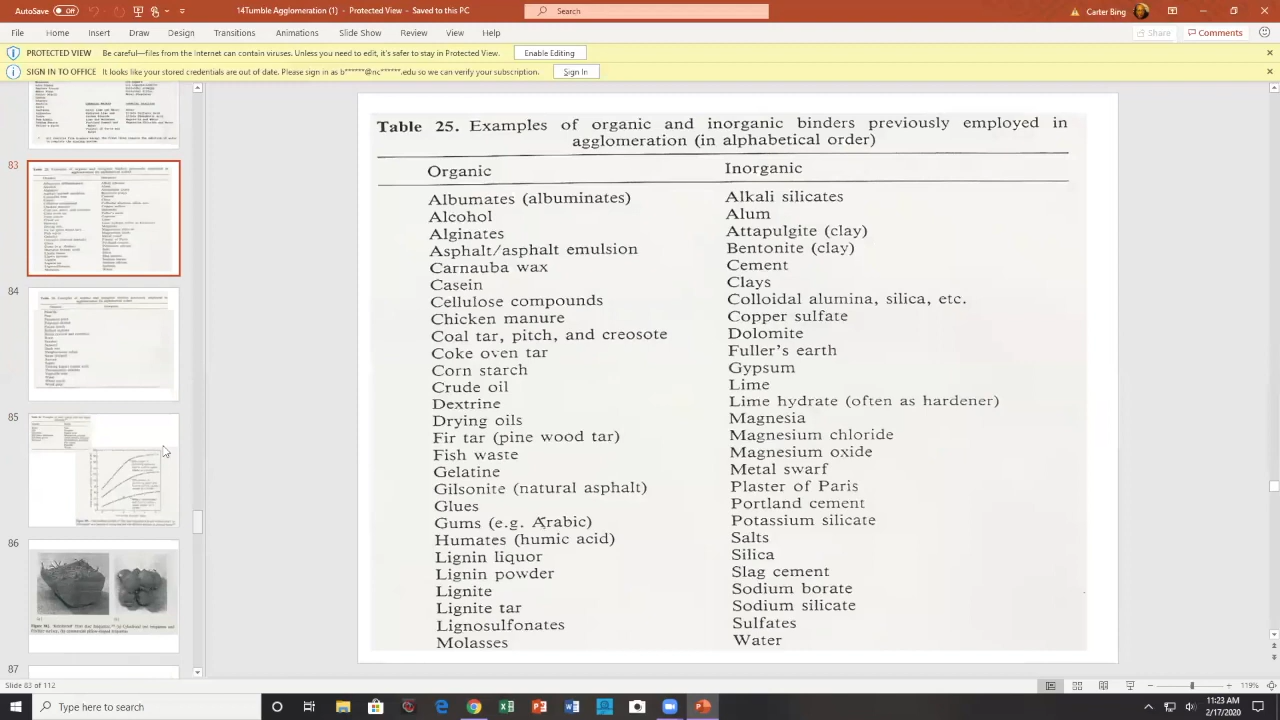 AutoSave Off
14Tumble Agglomeration (1) - Protected View • Saved to this PC
Search
Carter Bing
File Home Insert Draw Design Transitions Animations Slide Show Review View Help
Share Comments
PROTECTED VIEW Be careful—files from the Internet can contain viruses. Unless you need to edit, it's safer to stay in Protected View. Enable Editing
SIGN IN TO OFFICE It looks like your stored credentials are out of date. Please sign in as b******@nc******.edu so we can verify your subscription. Sign In
83
85
86
87
Table 25. Examples of organic and inorganic binders previously employed in
agglomeration (in alphabetical order)
Organic Inorganic
Albumates (albuminates) Alkali silicates
Alcohols Alum
Alginates Attapulgite (clay)
Asphalt/asphalt emulsion Bentonite (clay)
Carnauba wax Cement
Casein Clays
Cellulose compounds Colloidal alumina, silica, etc.
Chicken manure Copper sulfate
Coal tar, pitch, and creosote Dolomite
Coke oven tar Fuller's earth
Corn starch Gypsum
Crude oil Lime
Dextrine Lime hydrate (often as hardener)
Drying oils Magnesia
Fir tar (pine wood tar) Magnesium chloride
Fish waste Magnesium oxide
Gelatine Metal swarf
Gilsonite (natural asphalt) Plaster of Paris
Glues Portland cement
Gums (e.g. Arabic) Potassium silicate
Humates (humic acid) Salts
Lignin liquor Silica
Lignin powder Slag cement
Lignite Sodium borate
Lignite tar Sodium silicate
Lignosulfonates Sulfates
Molasses Water
Slide 83 of 112
119%
Type here to search
11:23 AM
2/17/2020